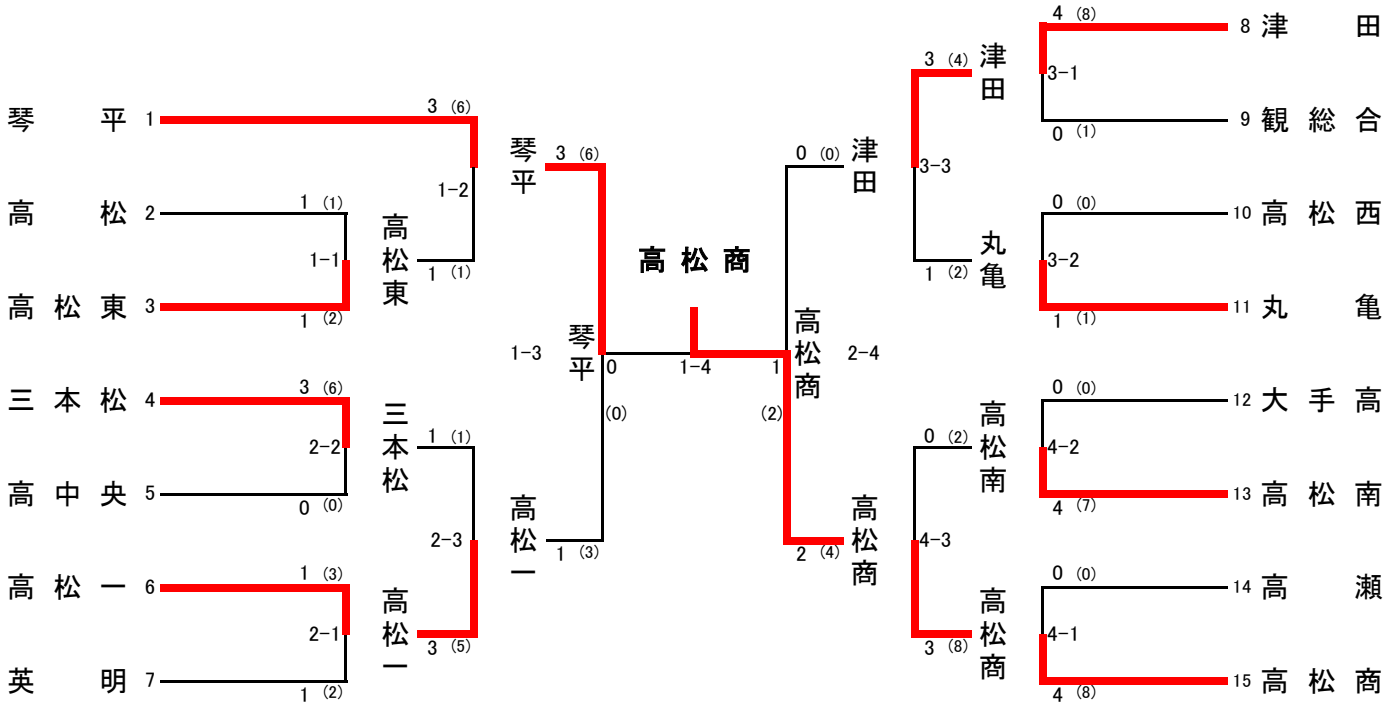 琴平 1
3 (6)
1-2
高松 2
1 (1)
1-1
高松東 3
1 (2)
高松東
1 (1)
三本松 4
3 (6)
2-2
高中央 5
0 (0)
三本松
1 (1)
2-3
高松一 6
1 (3)
2-1
英明 7
1 (2)
高松一
3 (5)
琴平
3 (6)
1-3
高松一
1 (3)
琴平
0
(0)
高松商
1-4
1
(2)
高松商
2-4
津田
0 (0)
高松商
2 (4)
津田
3 (4)
3-3
丸亀
1 (2)
高松南
0 (2)
4-3
高松商
3 (8)
4 (8)
8 津田
3-1
0 (1)
9 観総合
0 (0)
10 高松西
3-2
1 (1)
11 丸亀
0 (0)
12 大手高
4-2
4 (7)
13 高松南
0 (0)
14 高瀬
4-1
4 (8)
15 高松商